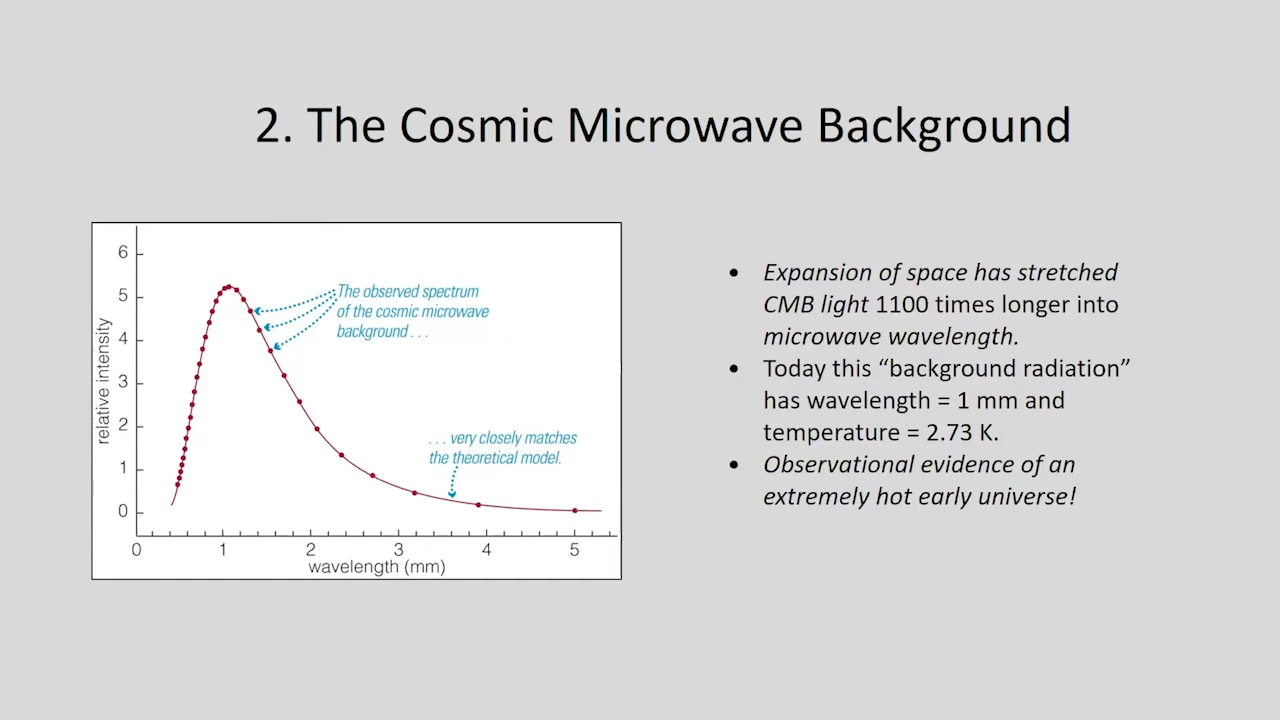 2. The Cosmic Microwave Background
6
5
4
3
2
1
0
relative intensity
The observed spectrum
of the cosmic microwave
background . . .
. . . very closely matches
the theoretical model.
0 1 2 3 4 5
wavelength (mm)
• Expansion of space has stretched
CMB light 1100 times longer into
microwave wavelength.
• Today this “background radiation”
has wavelength = 1 mm and
temperature = 2.73 K.
• Observational evidence of an
extremely hot early universe!